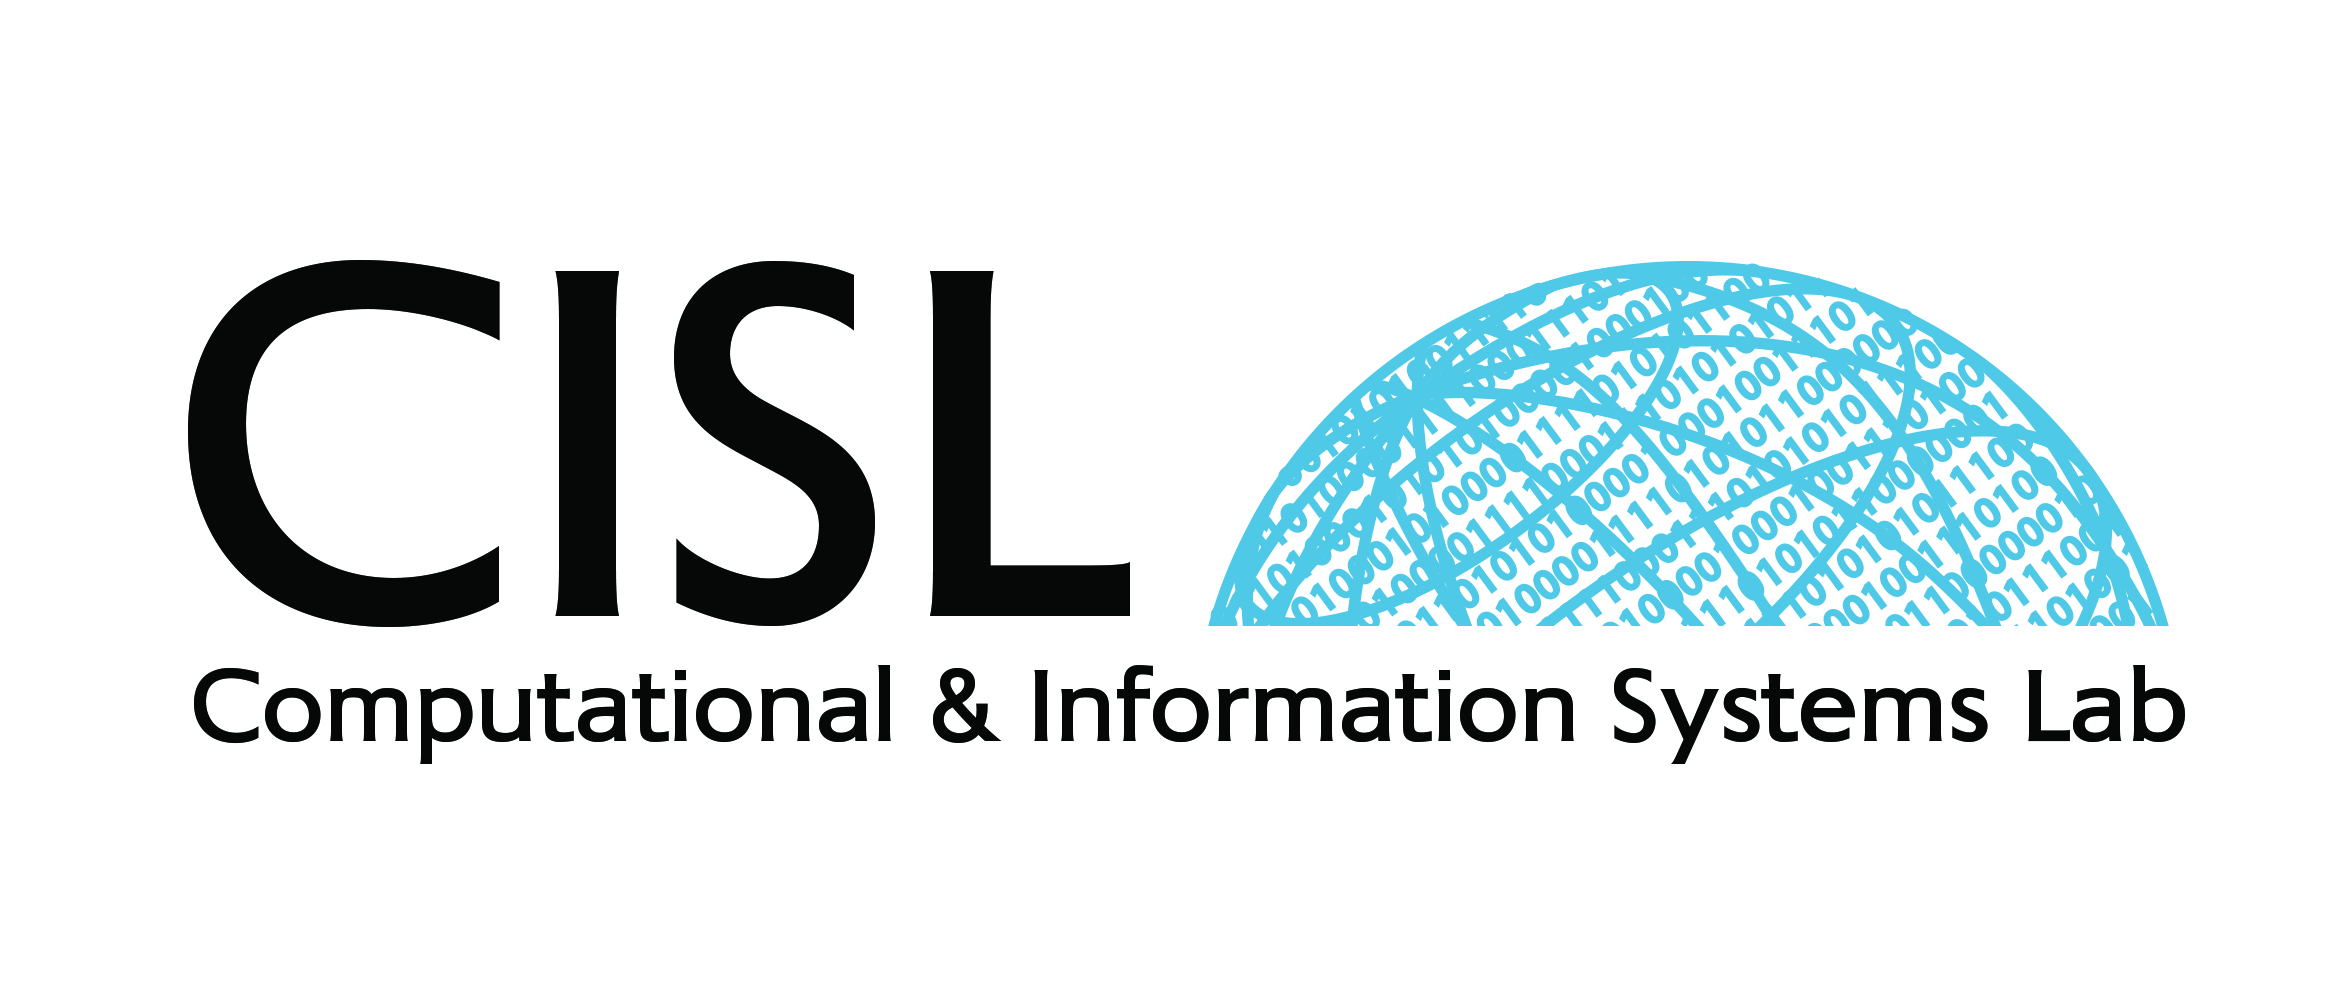 CISL
Computational & Information Systems Lab